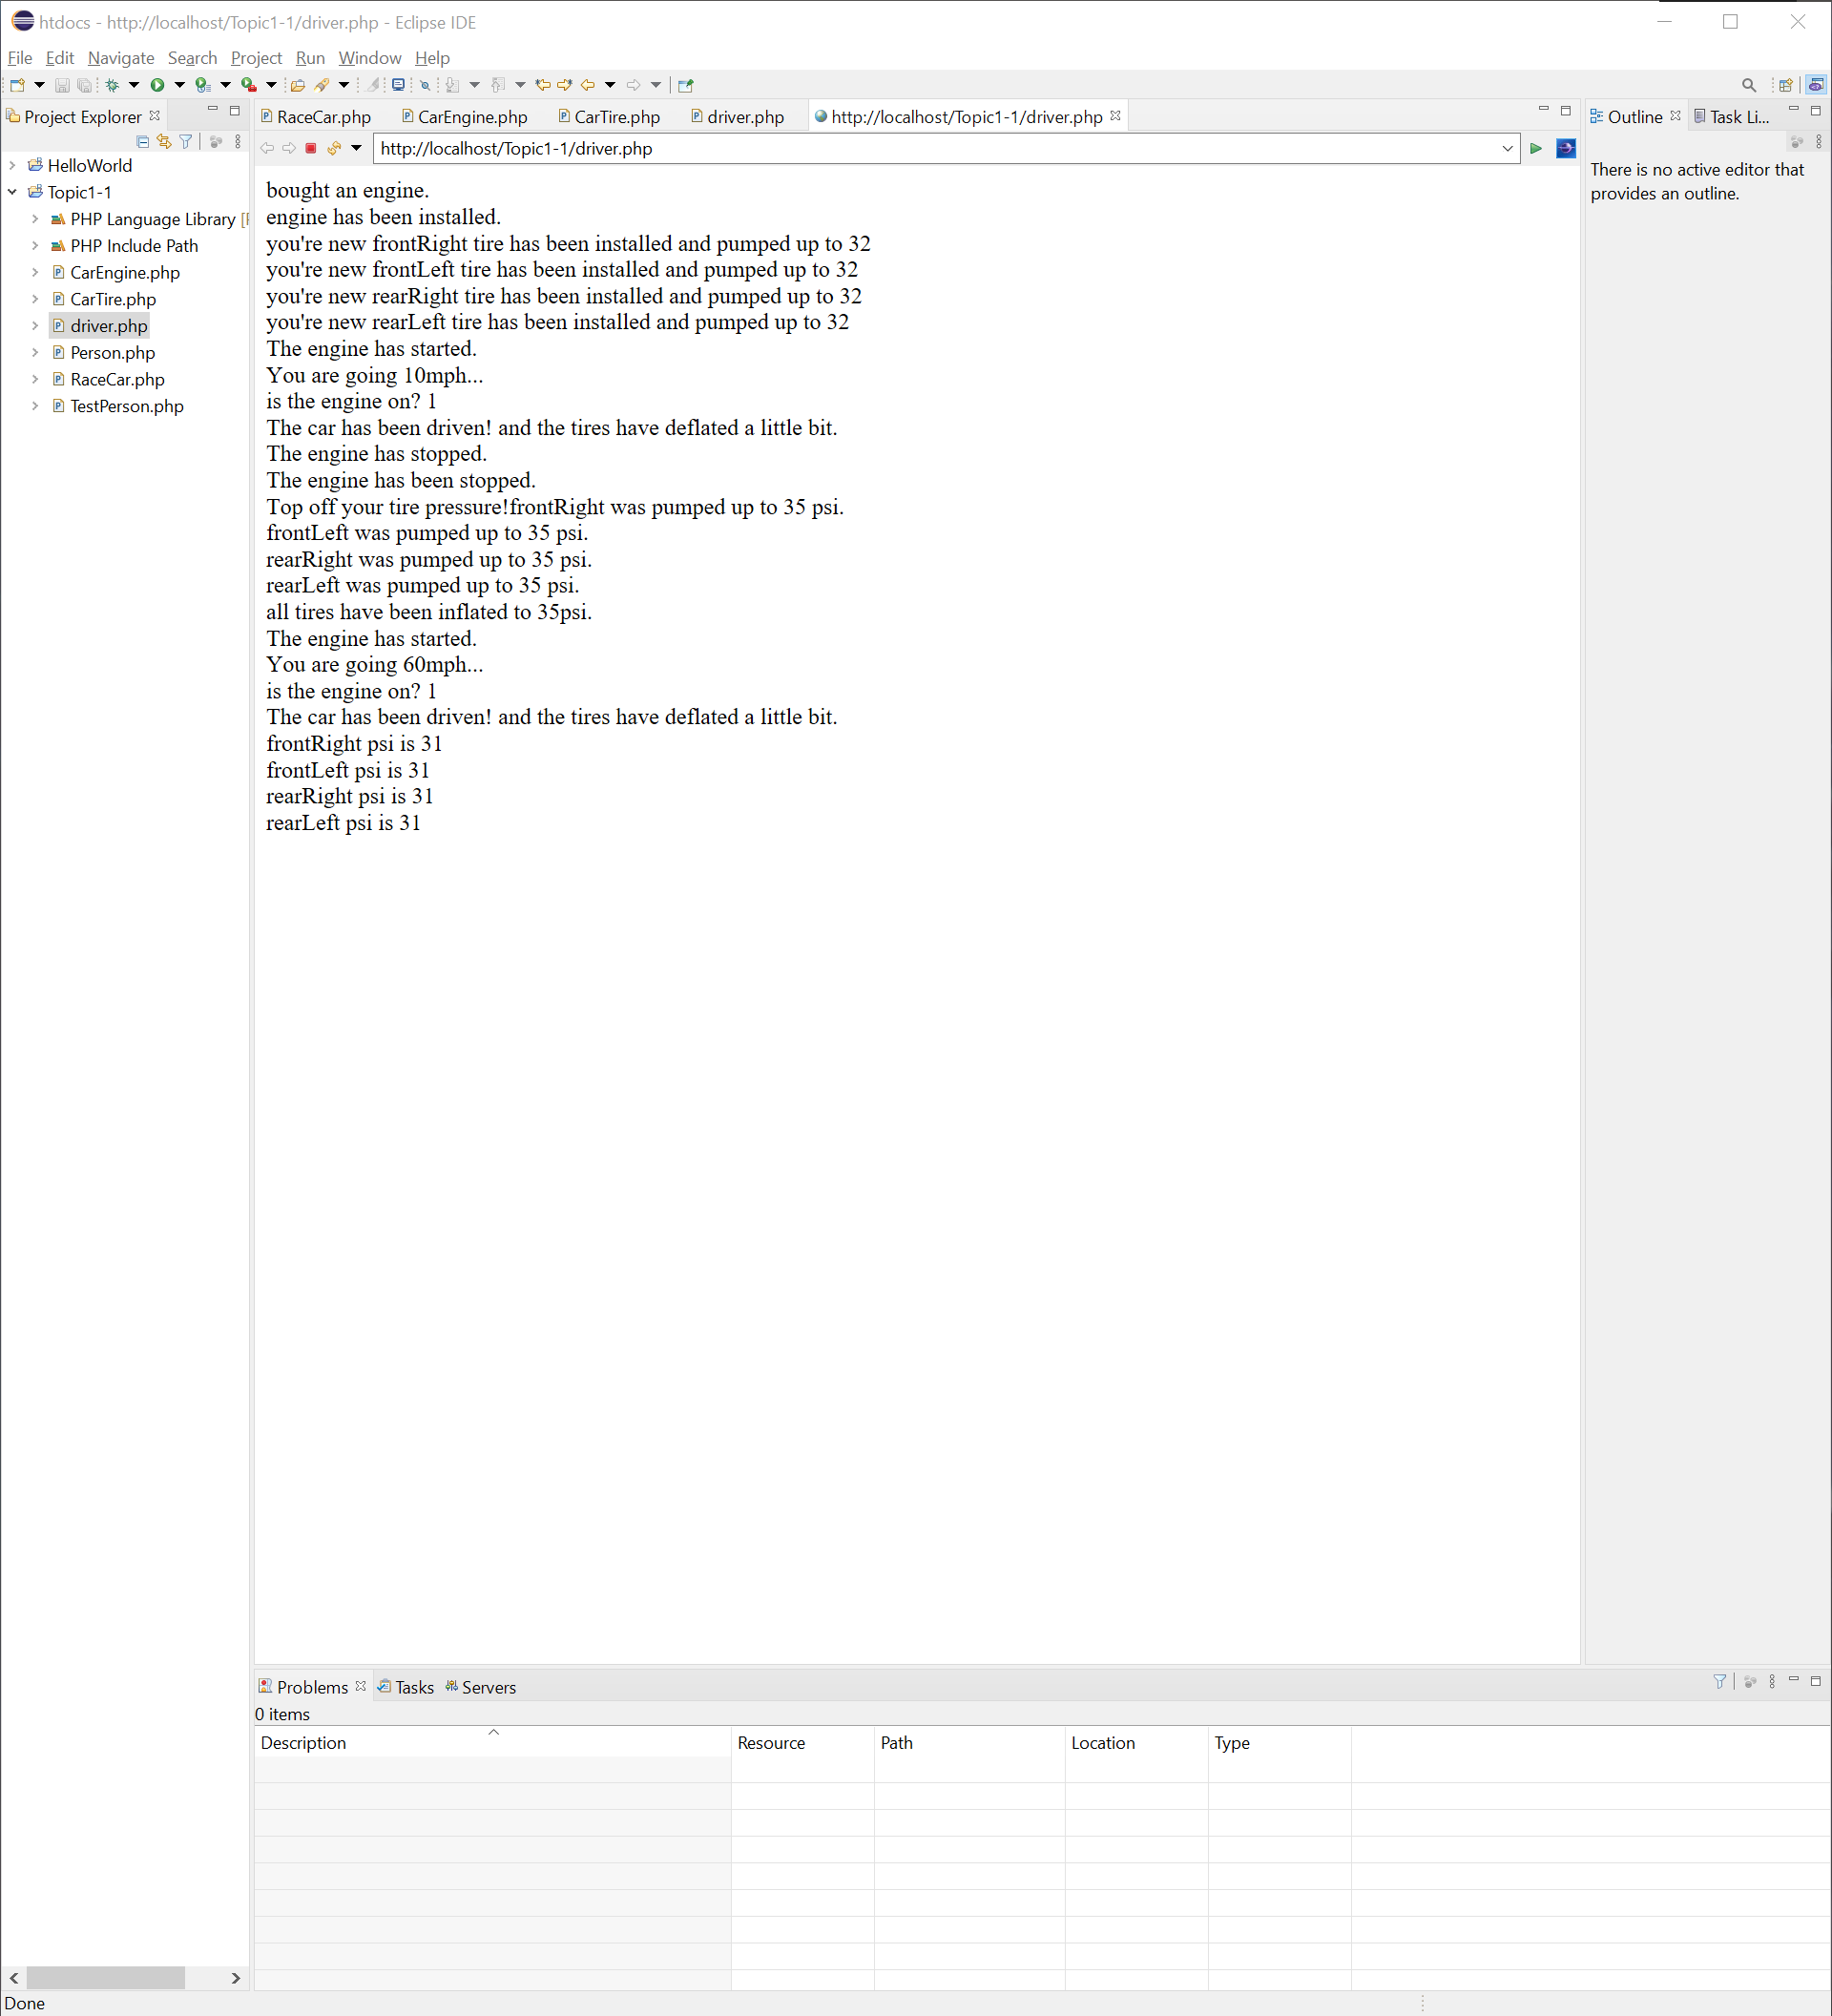 htdocs - http://localhost/Topic1-1/driver.php - Eclipse IDE
File Edit Navigate Search Project Run Window Help
Project Explorer
RaceCar.php CarEngine.php CarTire.php driver.php http://localhost/Topic1-1/driver.php
Outline Task Li...
http://localhost/Topic1-1/driver.php
HelloWorld
Topic1-1
PHP Language Library [
PHP Include Path
CarEngine.php
CarTire.php
driver.php
Person.php
RaceCar.php
TestPerson.php
bought an engine.
engine has been installed.
you're new frontRight tire has been installed and pumped up to 32
you're new frontLeft tire has been installed and pumped up to 32
you're new rearRight tire has been installed and pumped up to 32
you're new rearLeft tire has been installed and pumped up to 32
The engine has started.
You are going 10mph...
is the engine on? 1
The car has been driven! and the tires have deflated a little bit.
The engine has stopped.
The engine has been stopped.
Top off your tire pressure!frontRight was pumped up to 35 psi.
frontLeft was pumped up to 35 psi.
rearRight was pumped up to 35 psi.
rearLeft was pumped up to 35 psi.
all tires have been inflated to 35psi.
The engine has started.
You are going 60mph...
is the engine on? 1
The car has been driven! and the tires have deflated a little bit.
frontRight psi is 31
frontLeft psi is 31
rearRight psi is 31
rearLeft psi is 31
There is no active editor that
provides an outline.
Problems Tasks Servers
0 items
Description Resource Path Location Type
Done